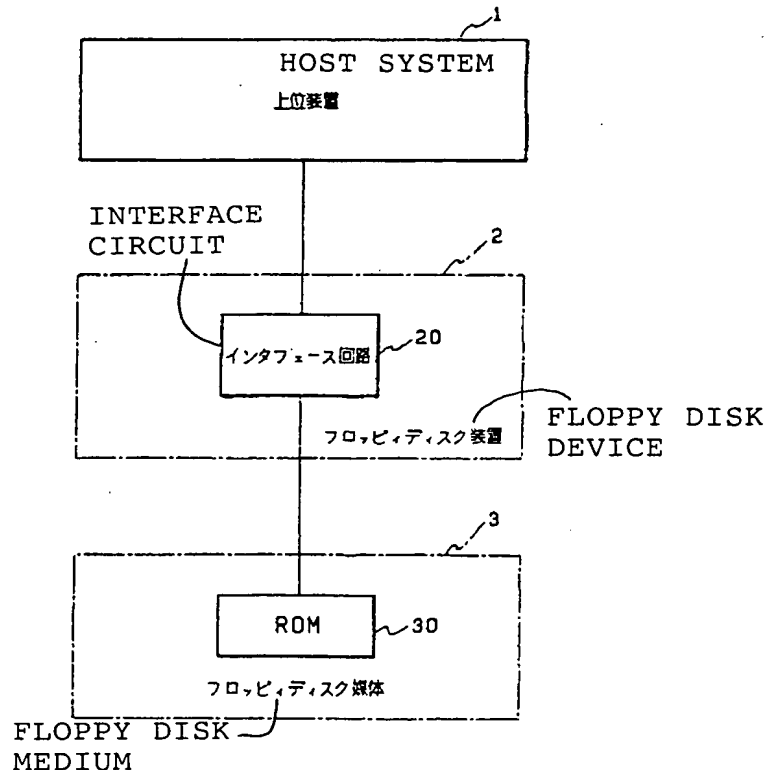 1
HOST SYSTEM
上位装置
INTERFACE
CIRCUIT
2
インタフェース回路
20
フロッピィディスク装置
FLOPPY DISK
DEVICE
3
ROM
30
フロッピィディスク媒体
FLOPPY DISK
MEDIUM